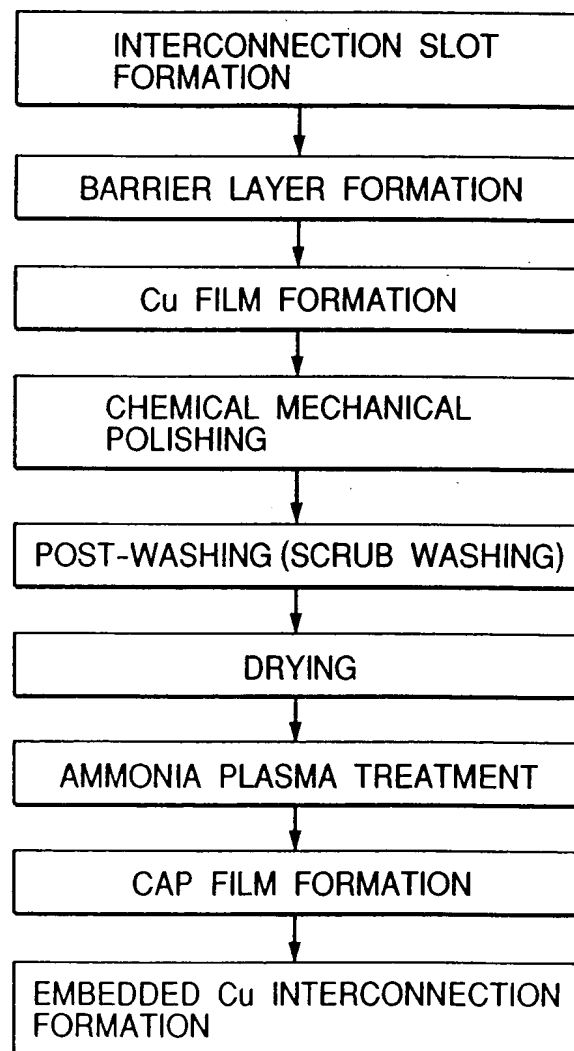 INTERCONNECTION SLOT
FORMATION
BARRIER LAYER FORMATION
Cu FILM FORMATION
CHEMICAL MECHANICAL
POLISHING
POST-WASHING (SCRUB WASHING)
DRYING
AMMONIA PLASMA TREATMENT
CAP FILM FORMATION
EMBEDDED Cu INTERCONNECTION
FORMATION